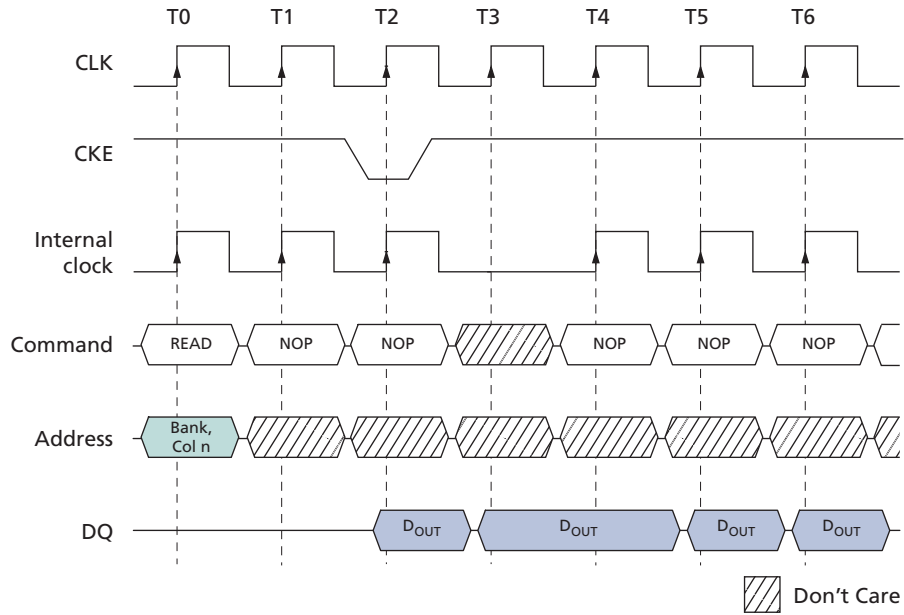 T0 T1 T2 T3 T4 T5 T6
CLK
CKE
Internal
clock
Command READ NOP NOP NOP NOP NOP
Address Bank,
Col n
DQ DOUT DOUT DOUT DOUT
Don't Care